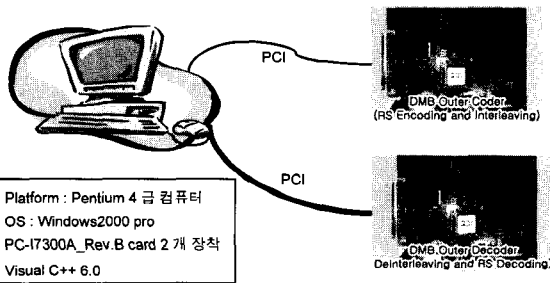 PCI
DMB Outer Coder
(RS Encoding and Interleaving)
PCI
DMB Outer Decoder
Deinterleaving and RS Decoding)
Platform : Pentium 4 급 컴퓨터
OS : Windows2000 pro
PC-I7300A_Rev.B card 2 개 장착
Visual C++ 6.0